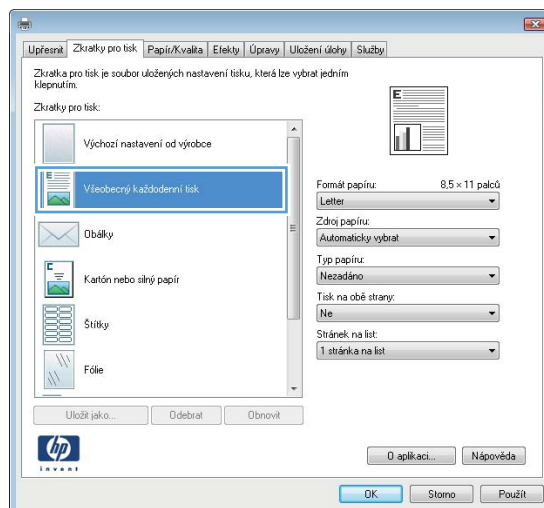 Upřesnit Zkratky pro tisk Papír/Kvalita Efekty Úpravy Uložení úlohy Služby
Zkratka pro tisk je soubor uložených nastavení tisku, která lze vybrat jedním
klepnutím.
Zkratky pro tisk:
Výchozí nastavení od výrobce
Všeobecný každodenní tisk
Obálky
Kartón nebo silný papír
Štítky
Fólie
Uložit jako... Odebrat Obnovit
E
Formát papíru: 8,5 × 11 palců
Letter
Zdroj papíru:
Automaticky vybrat
Typ papíru:
Nezadáno
Tisk na obě strany:
Ne
Stránek na list:
1 stránka na list
hp
invent
O aplikaci... Nápověda
OK Storno Použít